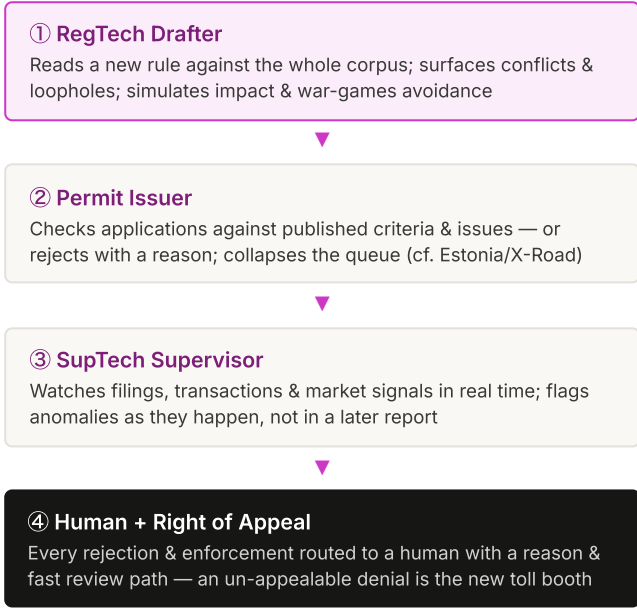 ① RegTech Drafter
Reads a new rule against the whole corpus; surfaces conflicts &
loopholes; simulates impact & war-games avoidance
▼
② Permit Issuer
Checks applications against published criteria & issues — or
rejects with a reason; collapses the queue (cf. Estonia/X-Road)
▼
③ SupTech Supervisor
Watches filings, transactions & market signals in real time; flags
anomalies as they happen, not in a later report
▼
④ Human + Right of Appeal
Every rejection & enforcement routed to a human with a reason &
fast review path — an un-appealable denial is the new toll booth